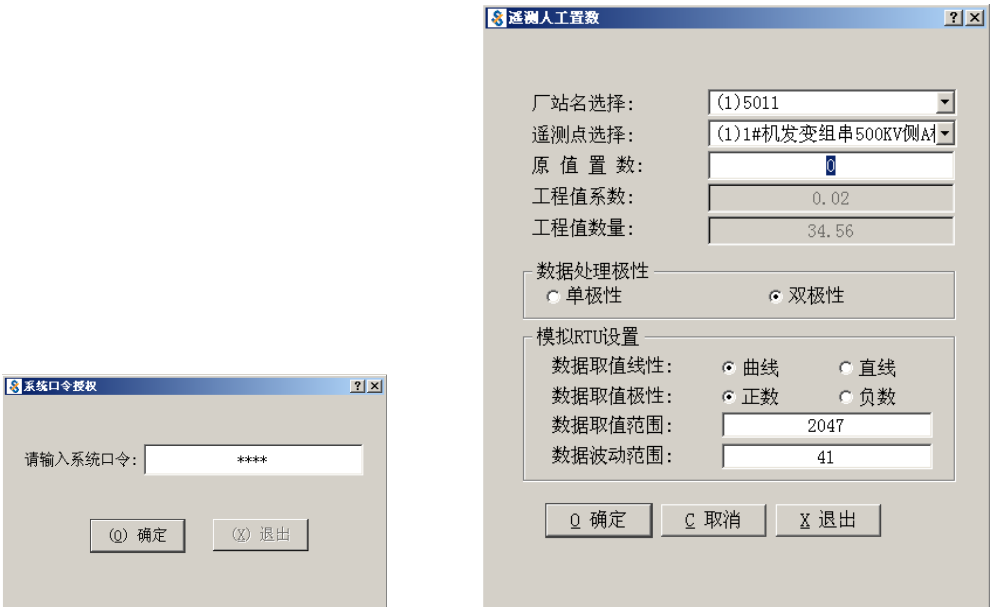 系统口令授权
请输入系统口令: ****
(O) 确定 (X) 退出
遥测人工置数
厂站名选择: (1)5011
遥测点选择: (1)1#机发变组串500KV侧A
原 值 置 数: 0
工程值系数: 0.02
工程值数量: 34.56
数据处理极性
单极性 双极性
模拟RTU设置
数据取值线性: 曲线 直线
数据取值极性: 正数 负数
数据取值范围: 2047
数据波动范围: 41
O 确定 C 取消 X 退出